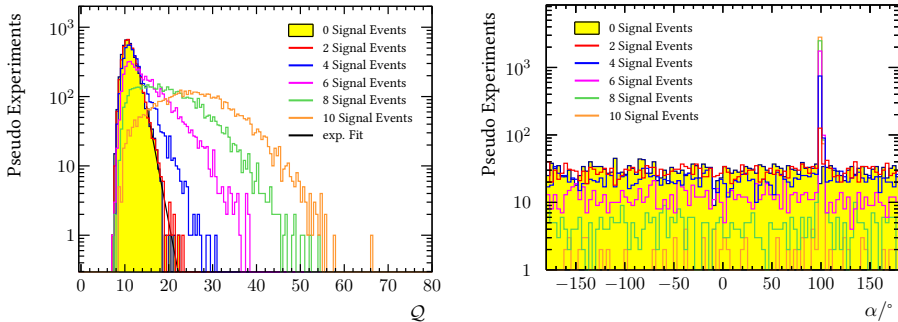 Pseudo Experiments
10³
10²
10
1
0 Signal Events
2 Signal Events
4 Signal Events
6 Signal Events
8 Signal Events
10 Signal Events
exp. Fit
0 10 20 30 40 50 60 70 80
𝒬
Pseudo Experiments
10³
10²
10
1
0 Signal Events
2 Signal Events
4 Signal Events
6 Signal Events
8 Signal Events
10 Signal Events
−150 −100 −50 0 50 100 150
α/°